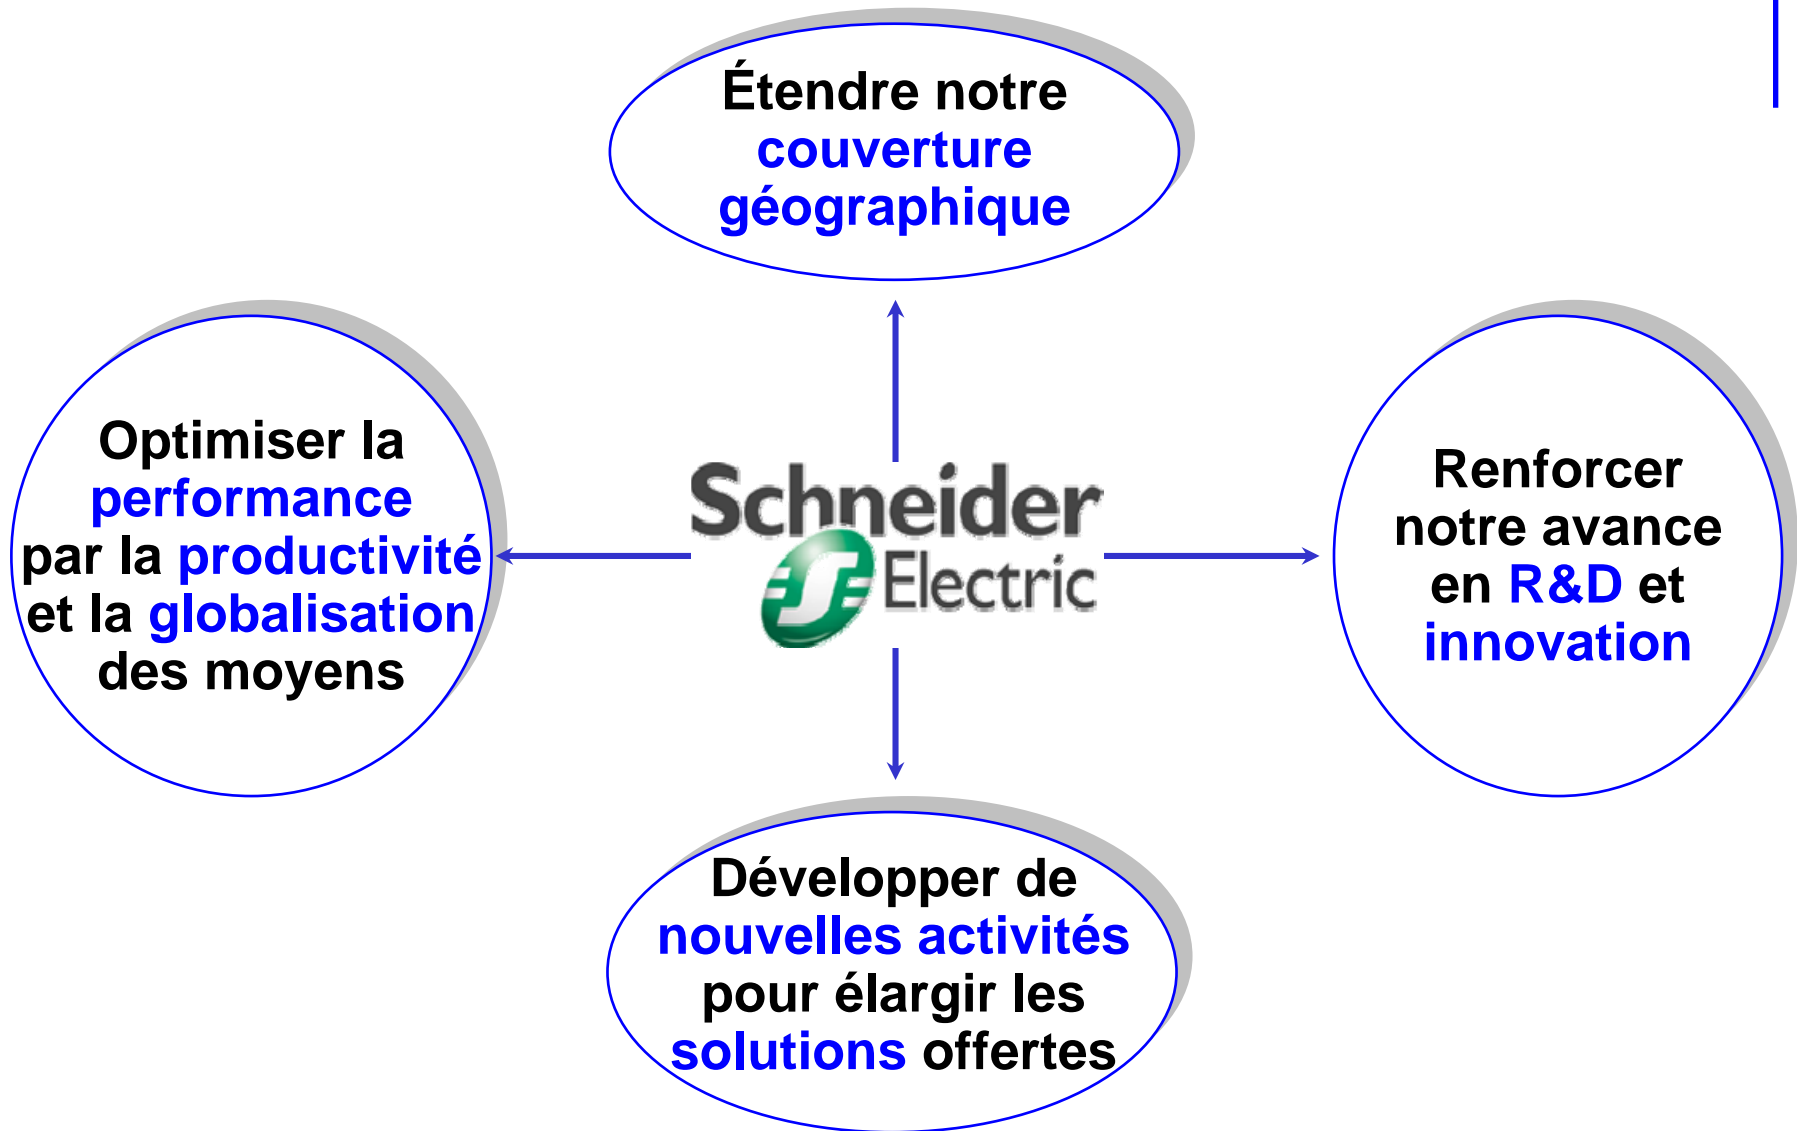 Étendre notre
couverture
géographique
Optimiser la
performance
par la productivité
et la globalisation
des moyens
Schneider
Electric
Renforcer
notre avance
en R&D et
innovation
Développer de
nouvelles activités
pour élargir les
solutions offertes